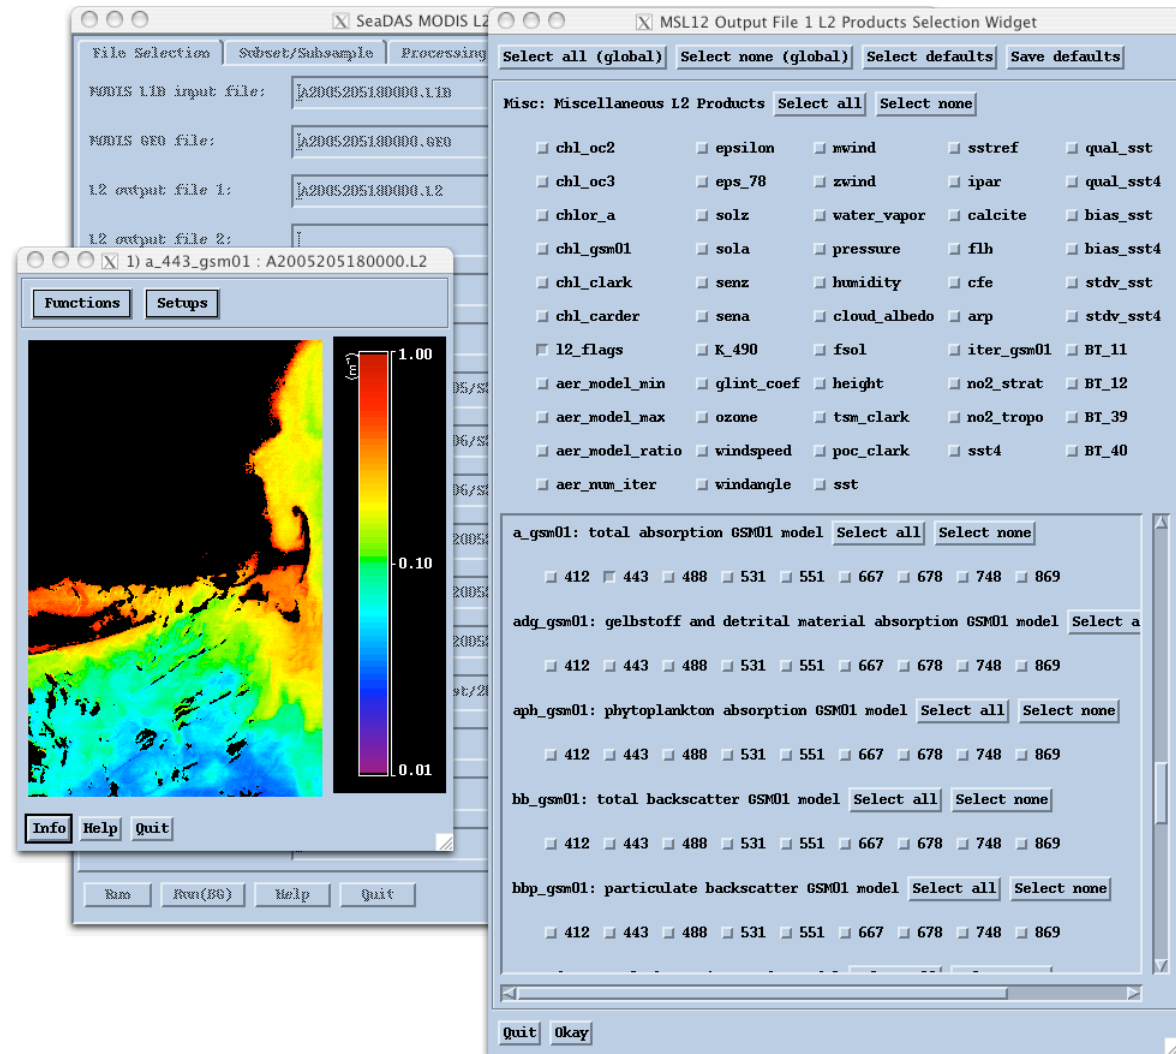 SeaDAS MODIS L2
File Selection Subset/Subsample Processing
MODIS L1B input file: A2005205180000.L1B
MODIS GEO file: A2005205180000.GEO
L2 output file 1: A2005205180000.L2
L2 output file 2:
05/S
06/S
06/S
2005
2005
2005
st/2
Run Run(BG) Help Quit
1) a_443_gsm01 : A2005205180000.L2
Functions Setups
1.00
0.10
0.01
Info Help Quit
MSL12 Output File 1 L2 Products Selection Widget
Select all (global) Select none (global) Select defaults Save defaults
Misc: Miscellaneous L2 Products Select all Select none
chl_oc2 epsilon mwind sstref qual_sst
chl_oc3 eps_78 zwind ipar qual_sst4
chlor_a solz water_vapor calcite bias_sst
chl_gsm01 sola pressure flh bias_sst4
chl_clark senz humidity cfe stdv_sst
chl_carder sena cloud_albedo arp stdv_sst4
l2_flags K_490 fsol iter_gsm01 BT_11
aer_model_min glint_coef height no2_strat BT_12
aer_model_max ozone tsm_clark no2_tropo BT_39
aer_model_ratio windspeed poc_clark sst4 BT_40
aer_num_iter windangle sst
a_gsm01: total absorption GSM01 model Select all Select none
412 443 488 531 551 667 678 748 869
adg_gsm01: gelbstoff and detrital material absorption GSM01 model Select a
412 443 488 531 551 667 678 748 869
aph_gsm01: phytoplankton absorption GSM01 model Select all Select none
412 443 488 531 551 667 678 748 869
bb_gsm01: total backscatter GSM01 model Select all Select none
412 443 488 531 551 667 678 748 869
bbp_gsm01: particulate backscatter GSM01 model Select all Select none
412 443 488 531 551 667 678 748 869
Quit Okay